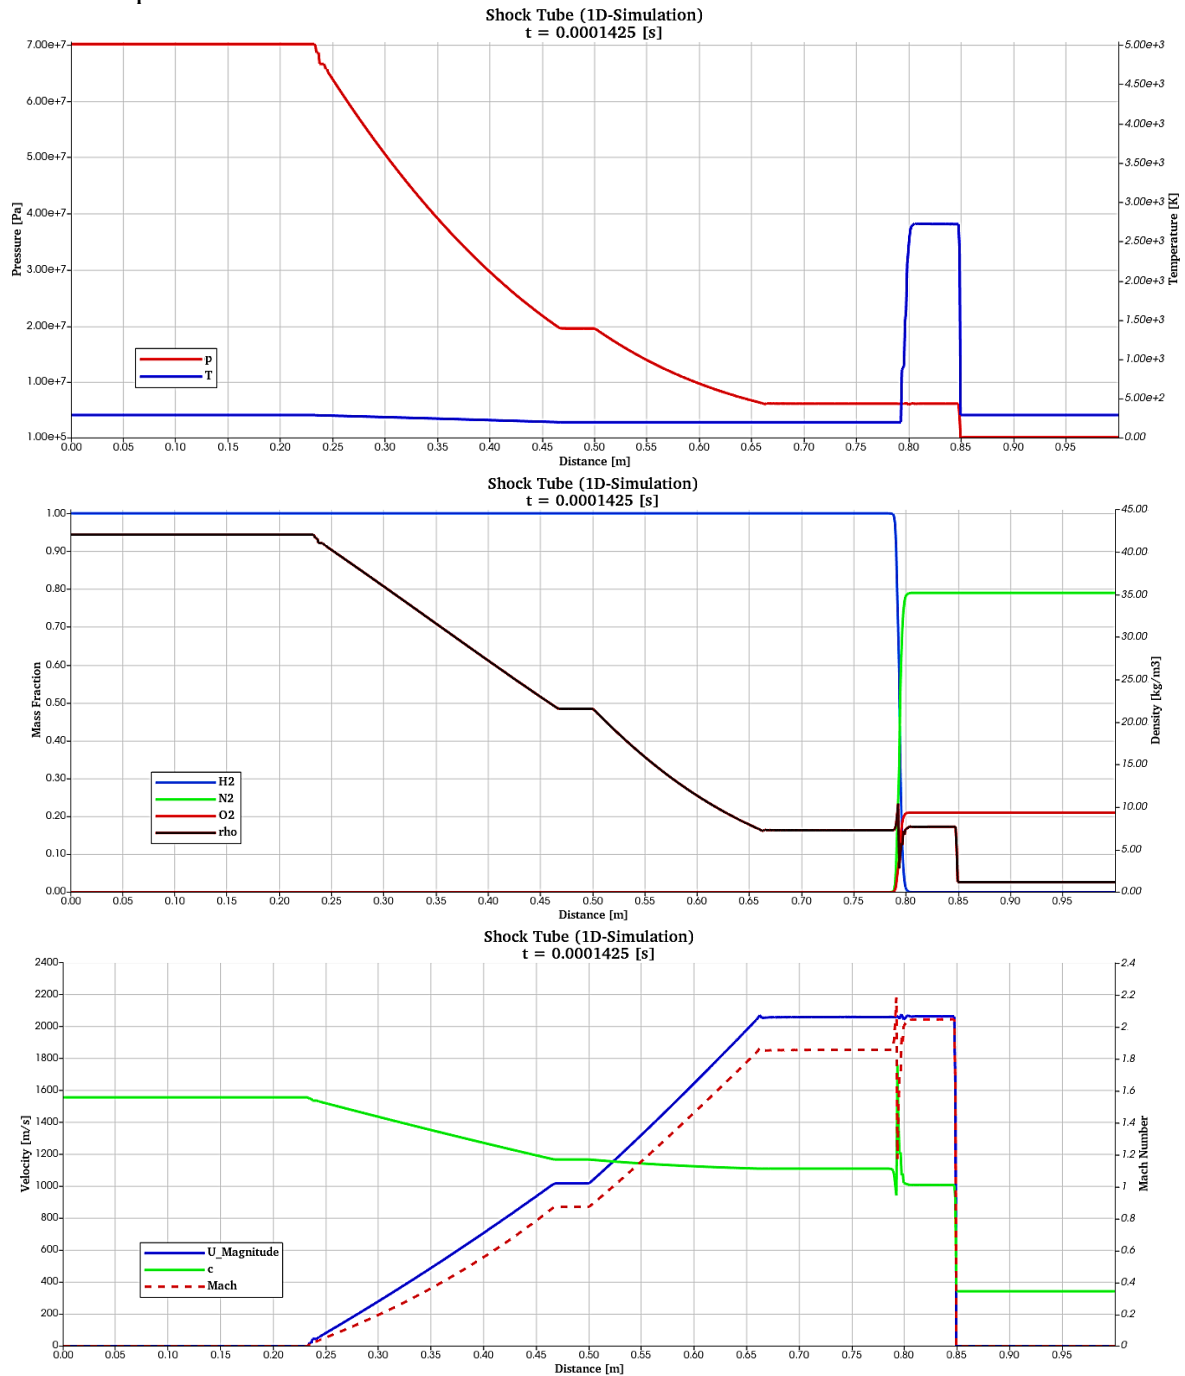 Shock Tube (1D-Simulation)
t = 0.0001425 [s]
7.00e+7
6.00e+7
5.00e+7
4.00e+7
3.00e+7
2.00e+7
1.00e+7
1.00e+5
Pressure [Pa]
5.00e+3
4.50e+3
4.00e+3
3.50e+3
3.00e+3
2.50e+3
2.00e+3
1.50e+3
1.00e+3
5.00e+2
0.00
Temperature [K]
p
T
0.00 0.05 0.10 0.15 0.20 0.25 0.30 0.35 0.40 0.45 0.50 0.55 0.60 0.65 0.70 0.75 0.80 0.85 0.90 0.95
Distance [m]
Shock Tube (1D-Simulation)
t = 0.0001425 [s]
1.00
0.90
0.80
0.70
0.60
0.50
0.40
0.30
0.20
0.10
0.00
Mass Fraction
45.00
40.00
35.00
30.00
25.00
20.00
15.00
10.00
5.00
0.00
Density [kg/m3]
H2
N2
O2
rho
0.00 0.05 0.10 0.15 0.20 0.25 0.30 0.35 0.40 0.45 0.50 0.55 0.60 0.65 0.70 0.75 0.80 0.85 0.90 0.95
Distance [m]
Shock Tube (1D-Simulation)
t = 0.0001425 [s]
2400
2200
2000
1800
1600
1400
1200
1000
800
600
400
200
0
Velocity [m/s]
2.4
2.2
2
1.8
1.6
1.4
1.2
1
0.8
0.6
0.4
0.2
0
Mach Number
U_Magnitude
c
Mach
0.00 0.05 0.10 0.15 0.20 0.25 0.30 0.35 0.40 0.45 0.50 0.55 0.60 0.65 0.70 0.75 0.80 0.85 0.90 0.95
Distance [m]